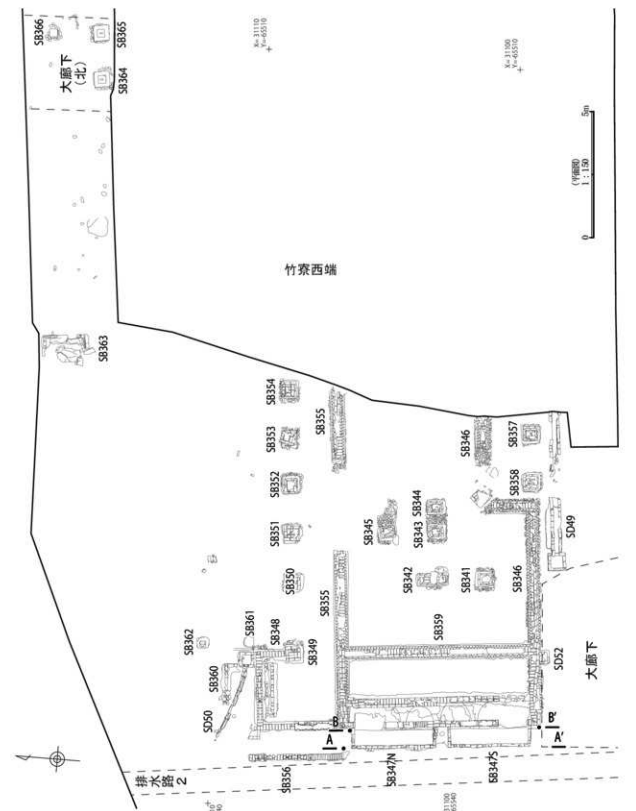 SB366
SB365
大廊下
（北）
SB364
X= 31110
Y=-65510
X= 31100
Y=-65510
5m
（平面図）
1：150
0
竹寮西端
SB363
SB354
SB355
SB353
SB346
SB357
SB352
SB358
SB351
SB345
SB344
SB343
SD49
SB350
SB342
SB341
SB355
SB346
SB362
SB361
SB348
SB349
SB359
SB360
SD52
大廊下
SD50
B
A
B'
A'
SB356
SB347N
SB347S
排水路2